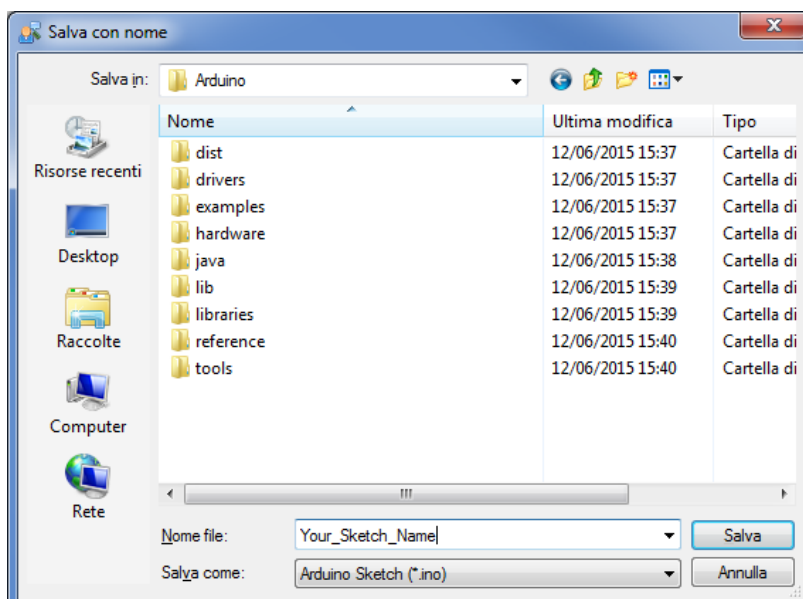 Salva con nome
Salva in: Arduino
Nome Ultima modifica Tipo
dist 12/06/2015 15:37 Cartella di
drivers 12/06/2015 15:37 Cartella di
examples 12/06/2015 15:37 Cartella di
hardware 12/06/2015 15:37 Cartella di
java 12/06/2015 15:38 Cartella di
lib 12/06/2015 15:39 Cartella di
libraries 12/06/2015 15:39 Cartella di
reference 12/06/2015 15:40 Cartella di
tools 12/06/2015 15:40 Cartella di
Risorse recenti
Desktop
Raccolte
Computer
Rete
Nome file: Your_Sketch_Name Salva
Salva come: Arduino Sketch (*.ino) Annulla